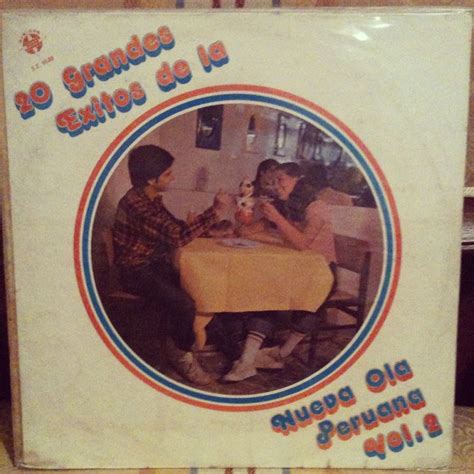 20 Grandes
Exitos de la
Nueva Ola
Peruana
Vol. 2